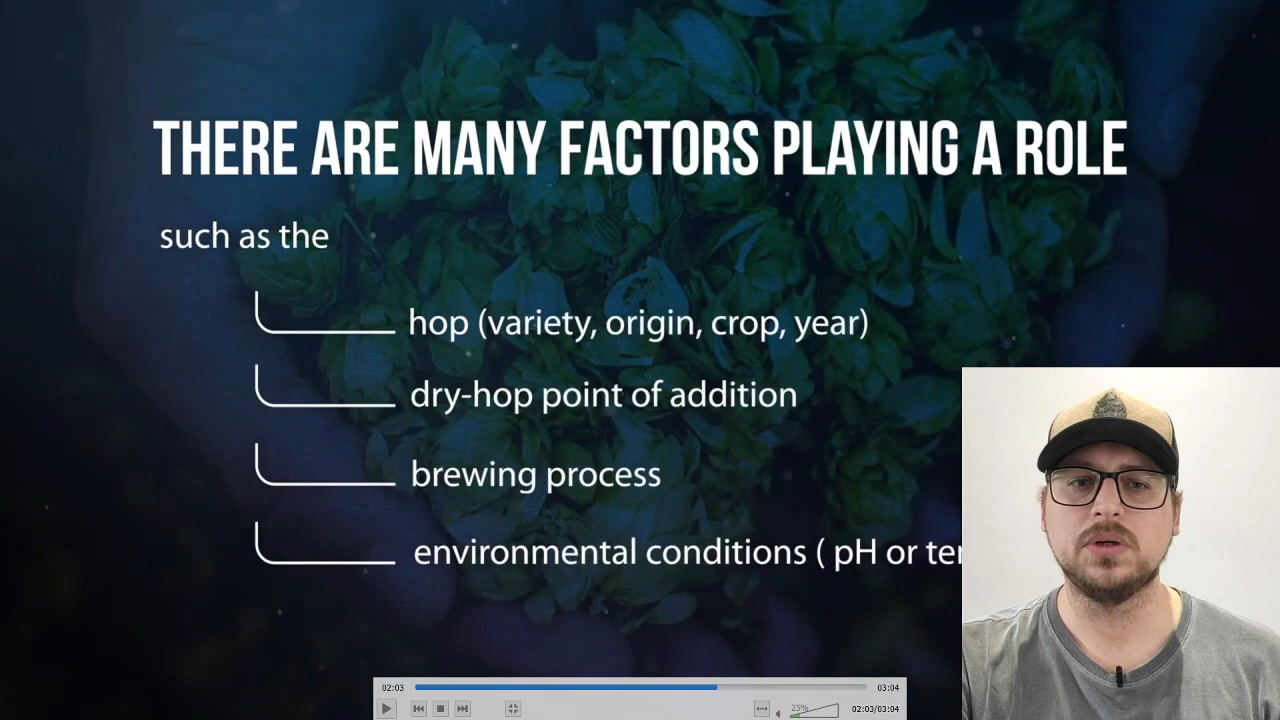 THERE ARE MANY FACTORS PLAYING A ROLE
such as the
hop (variety, origin, crop, year)
dry-hop point of addition
brewing process
environmental conditions ( pH or
02:03
03:04
25%
02:03/03:04